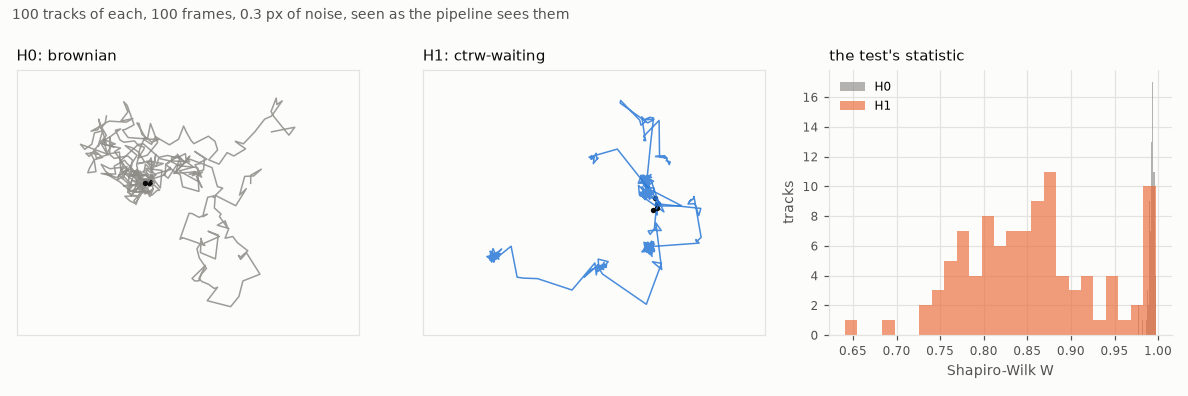 100 tracks of each, 100 frames, 0.3 px of noise, seen as the pipeline sees them
H0: brownian
H1: ctrw-waiting
the test's statistic
H0
H1
16
14
12
10
8
6
4
2
0
tracks
0.65 0.70 0.75 0.80 0.85 0.90 0.95 1.00
Shapiro-Wilk W